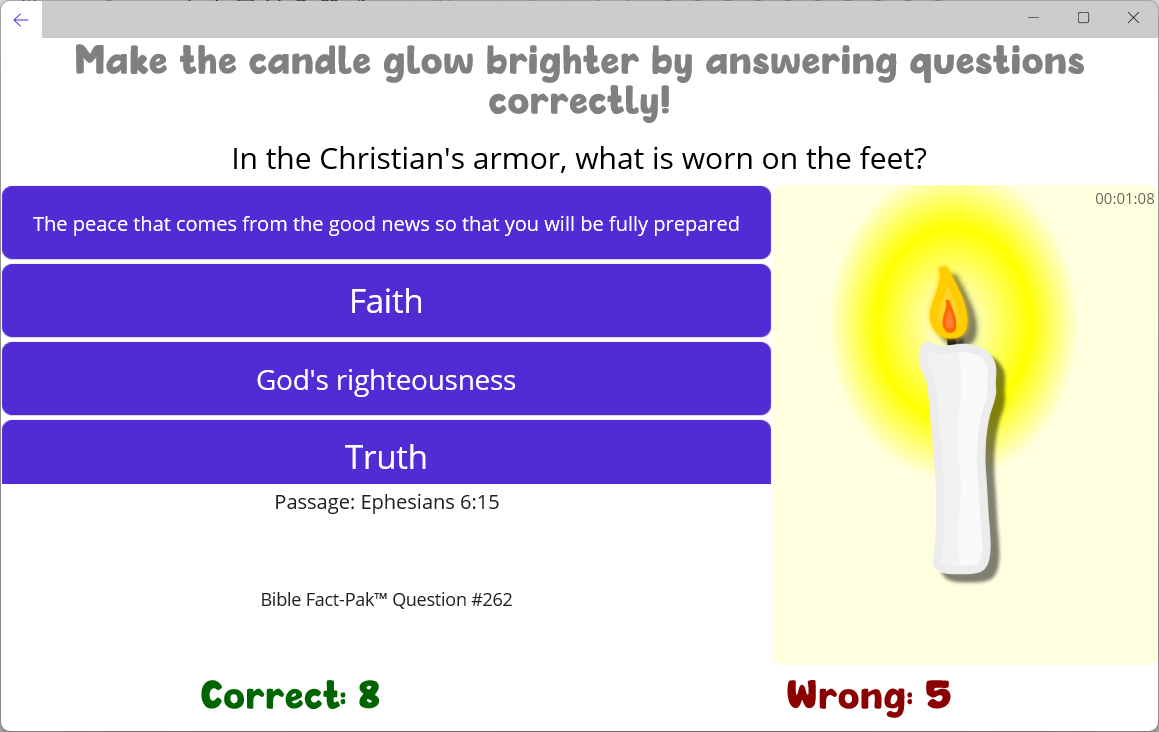 Make the candle glow brighter by answering questions
correctly!
In the Christian's armor, what is worn on the feet?
The peace that comes from the good news so that you will be fully prepared
00:01:08
Faith
God's righteousness
Truth
Passage: Ephesians 6:15
Bible Fact-Pak™ Question #262
Correct: 8
Wrong: 5